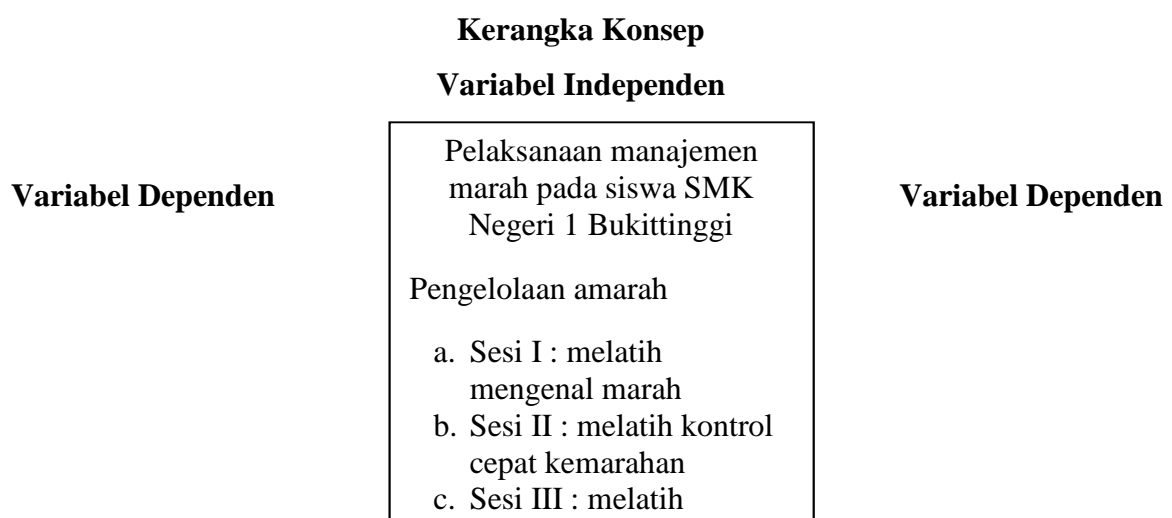 Kerangka Konsep
Variabel Independen
Variabel Dependen
Pelaksanaan manajemen
marah pada siswa SMK
Negeri 1 Bukittinggi
Pengelolaan amarah
a. Sesi I : melatih
mengenal marah
b. Sesi II : melatih kontrol
cepat kemarahan
c. Sesi III : melatih
Variabel Dependen